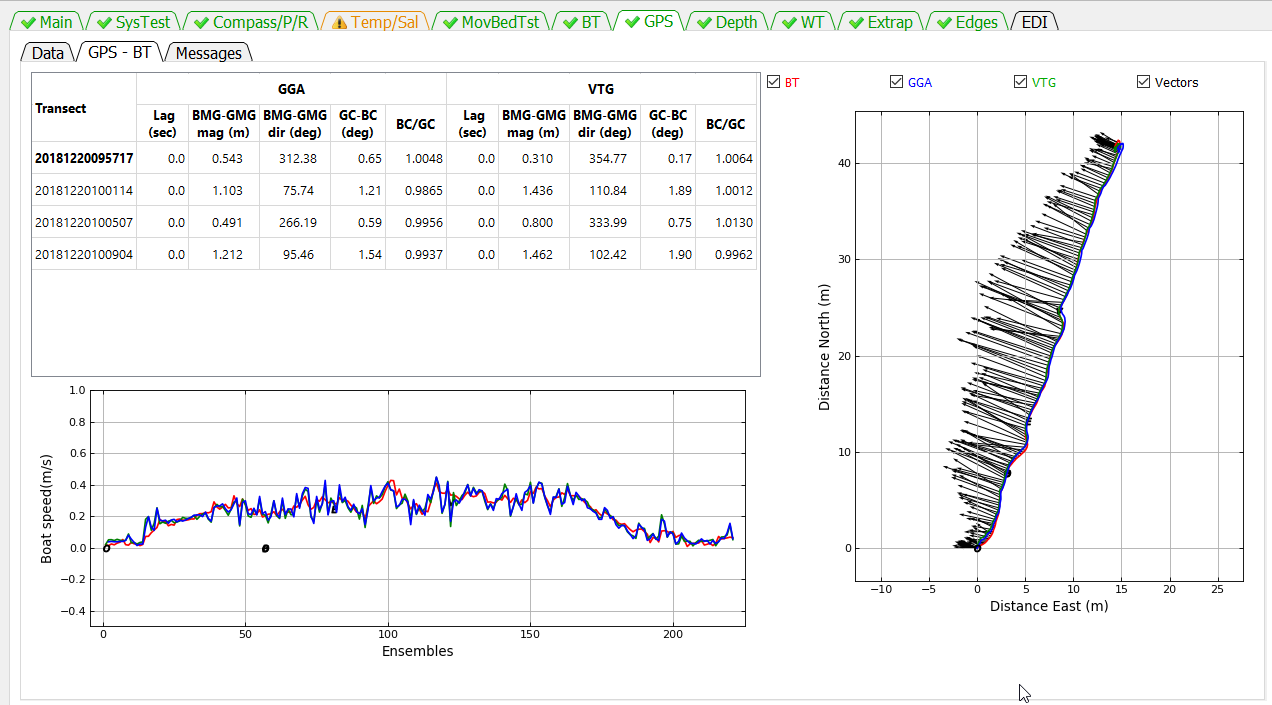 Main SysTest Compass/P/R Temp/Sal MovBedTst BT GPS Depth WT Extrap Edges EDI
Data GPS - BT Messages
Transect GGA VTG
Lag (sec) BMG-GMG mag (m) BMG-GMG dir (deg) GC-BC (deg) BC/GC Lag (sec) BMG-GMG mag (m) BMG-GMG dir (deg) GC-BC (deg) BC/GC
20181220095717 0.0 0.543 312.38 0.65 1.0048 0.0 0.310 354.77 0.17 1.0064
20181220100114 0.0 1.103 75.74 1.21 0.9865 0.0 1.436 110.84 1.89 1.0012
20181220100507 0.0 0.491 266.19 0.59 0.9956 0.0 0.800 333.99 0.75 1.0130
20181220100904 0.0 1.212 95.46 1.54 0.9937 0.0 1.462 102.42 1.90 0.9962
BT GGA VTG Vectors
Boat speed(m/s)
1.0
0.8
0.6
0.4
0.2
0.0
−0.2
−0.4
0 50 100 150 200
Ensembles
Distance North (m)
40
30
20
10
0
−10 −5 0 5 10 15 20 25
Distance East (m)